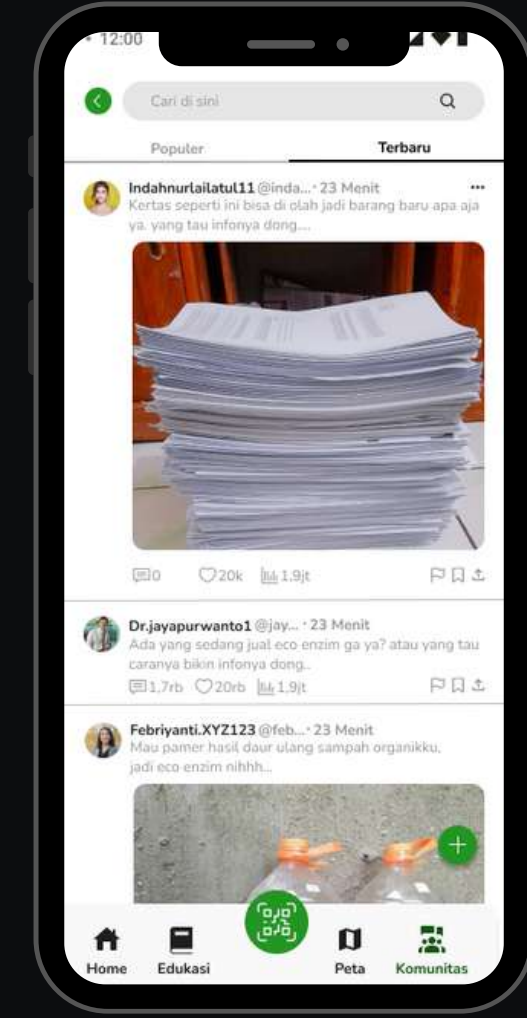 12:00
Cari di sini
Populer
Terbaru
Indahnurlailatul11 @inda... · 23 Menit
Kertas seperti ini bisa di olah jadi barang baru apa aja
ya. yang tau infonya dong....
0 20k 1,9jt
Dr.jayapurwanto1 @jay... · 23 Menit
Ada yang sedang jual eco enzim ga ya? atau yang tau
caranya bikin infonya dong..
1,7rb 20rb 1,9jt
Febriyanti.XYZ123 @feb... · 23 Menit
Mau pamer hasil daur ulang sampah organikku,
jadi eco enzim nihhh...
Home
Edukasi
Peta
Komunitas